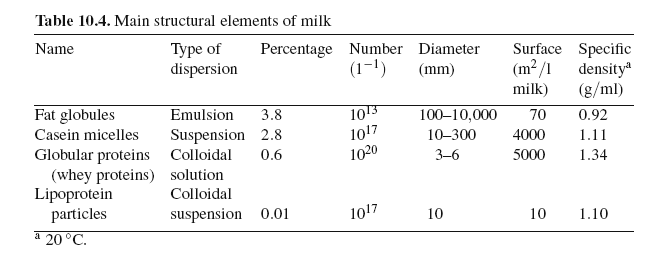 Table 10.4. Main structural elements of milk
Name Type of Percentage Number Diameter Surface Specific
dispersion (1⁻¹) (mm) (m²/l densityᵃ
milk) (g/ml)
Fat globules Emulsion 3.8 10¹³ 100–10,000 70 0.92
Casein micelles Suspension 2.8 10¹⁷ 10–300 4000 1.11
Globular proteins Colloidal 0.6 10²⁰ 3–6 5000 1.34
(whey proteins) solution
Lipoprotein Colloidal
particles suspension 0.01 10¹⁷ 10 10 1.10
ᵃ 20 °C.